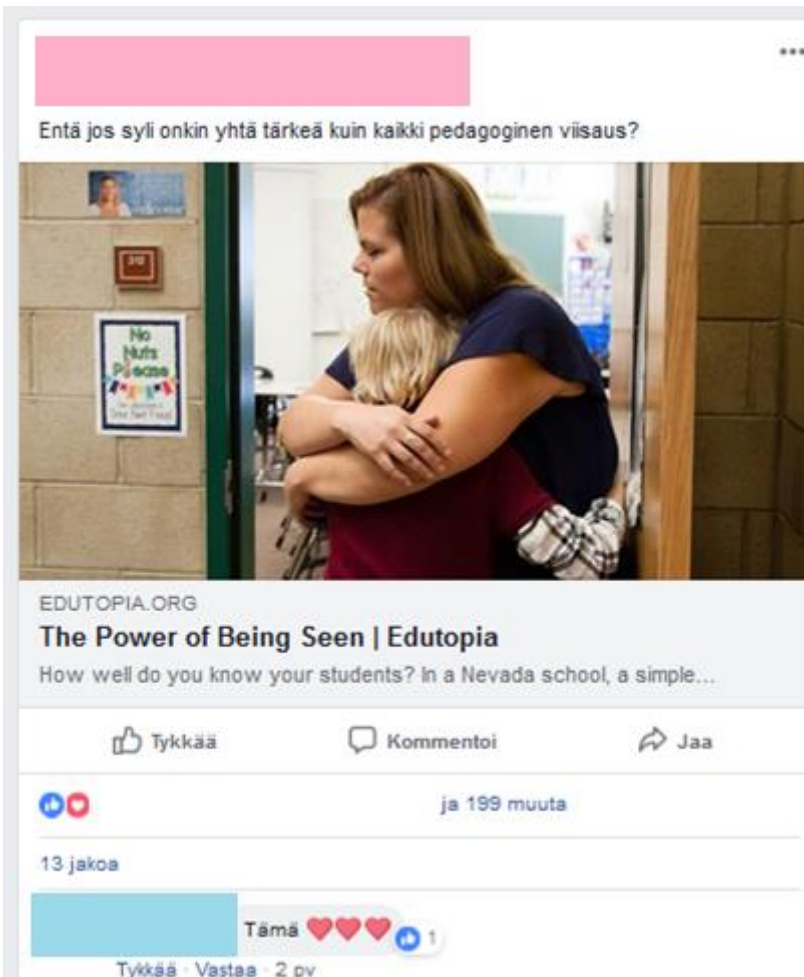 Entä jos syli onkin yhtä tärkeä kuin kaikki pedagoginen viisaus?
No
Nuts
Please
EDUTOPIA.ORG
The Power of Being Seen | Edutopia
How well do you know your students? In a Nevada school, a simple...
Tykkää Kommentoi Jaa
ja 199 muuta
13 jakoa
Tämä ❤❤❤ 1
Tykkää · Vastaa · 2 pv